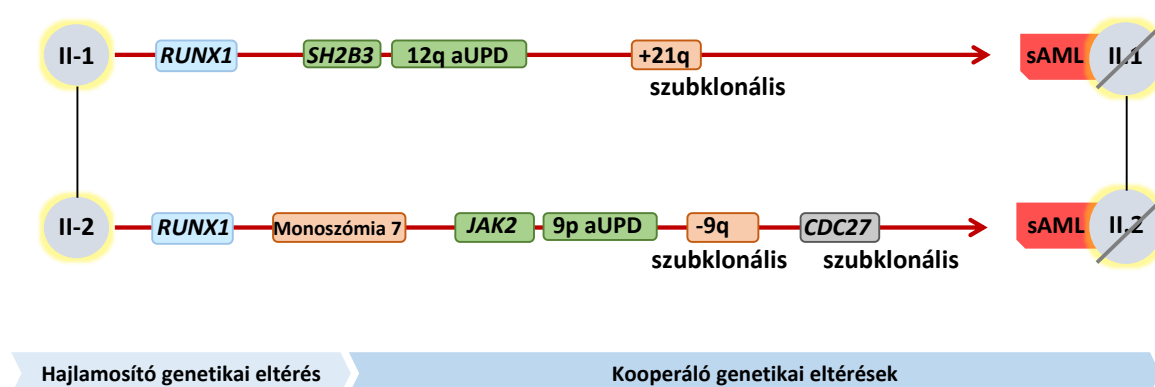 II-1 RUNX1 SH2B3 12q aUPD +21q sAML II.1
szubklonális
II-2 RUNX1 Monoszómia 7 JAK2 9p aUPD -9q CDC27 sAML II.2
szubklonális szubklonális
Hajlamosító genetikai eltérés Kooperáló genetikai eltérések